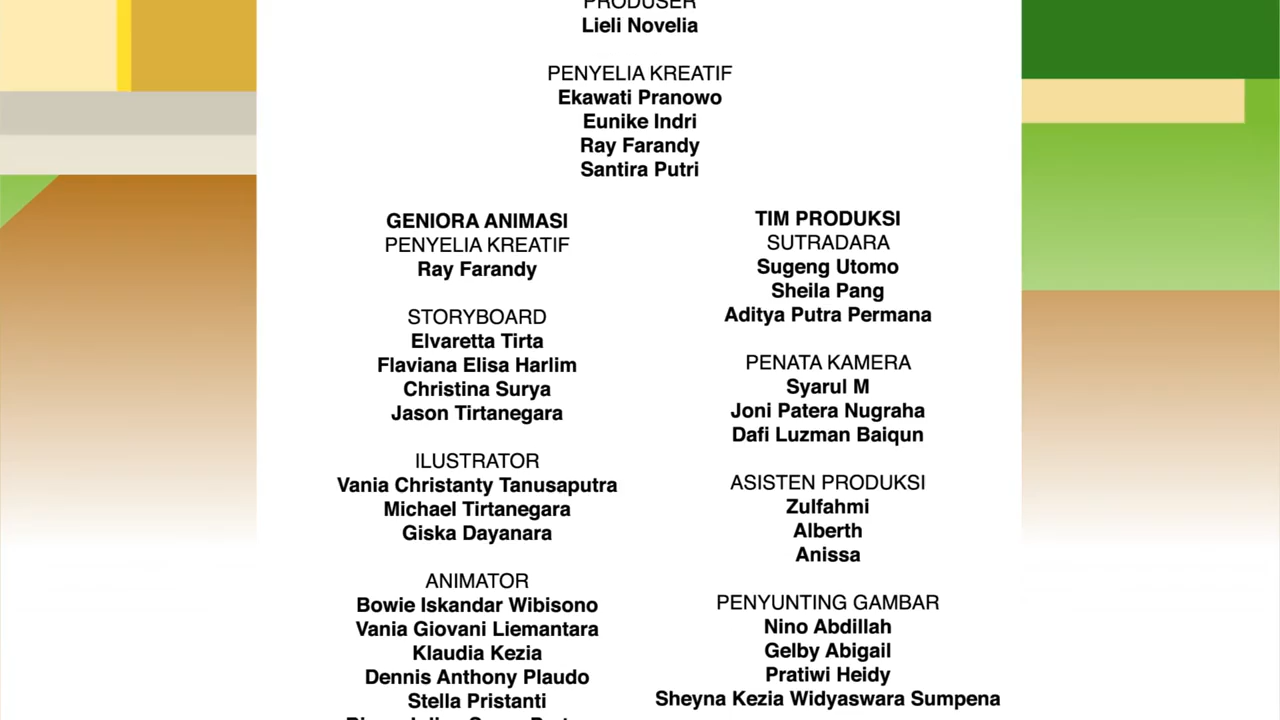 PRODUSER
Lieli Novelia
PENYELIA KREATIF
Ekawati Pranowo
Eunike Indri
Ray Farandy
Santira Putri
GENIORA ANIMASI
PENYELIA KREATIF
Ray Farandy
STORYBOARD
Elvaretta Tirta
Flaviana Elisa Harlim
Christina Surya
Jason Tirtanegara
ILUSTRATOR
Vania Christanty Tanusaputra
Michael Tirtanegara
Giska Dayanara
ANIMATOR
Bowie Iskandar Wibisono
Vania Giovani Liemantara
Klaudia Kezia
Dennis Anthony Plaudo
Stella Pristanti
TIM PRODUKSI
SUTRADARA
Sugeng Utomo
Sheila Pang
Aditya Putra Permana
PENATA KAMERA
Syarul M
Joni Patera Nugraha
Dafi Luzman Baiqun
ASISTEN PRODUKSI
Zulfahmi
Alberth
Anissa
PENYUNTING GAMBAR
Nino Abdillah
Gelby Abigail
Pratiwi Heidy
Sheyna Kezia Widyaswara Sumpena